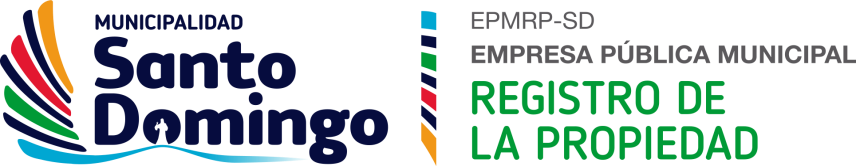 MUNICIPALIDAD
Santo
Domingo
EPMRP-SD
EMPRESA PÚBLICA MUNICIPAL
REGISTRO DE
LA PROPIEDAD